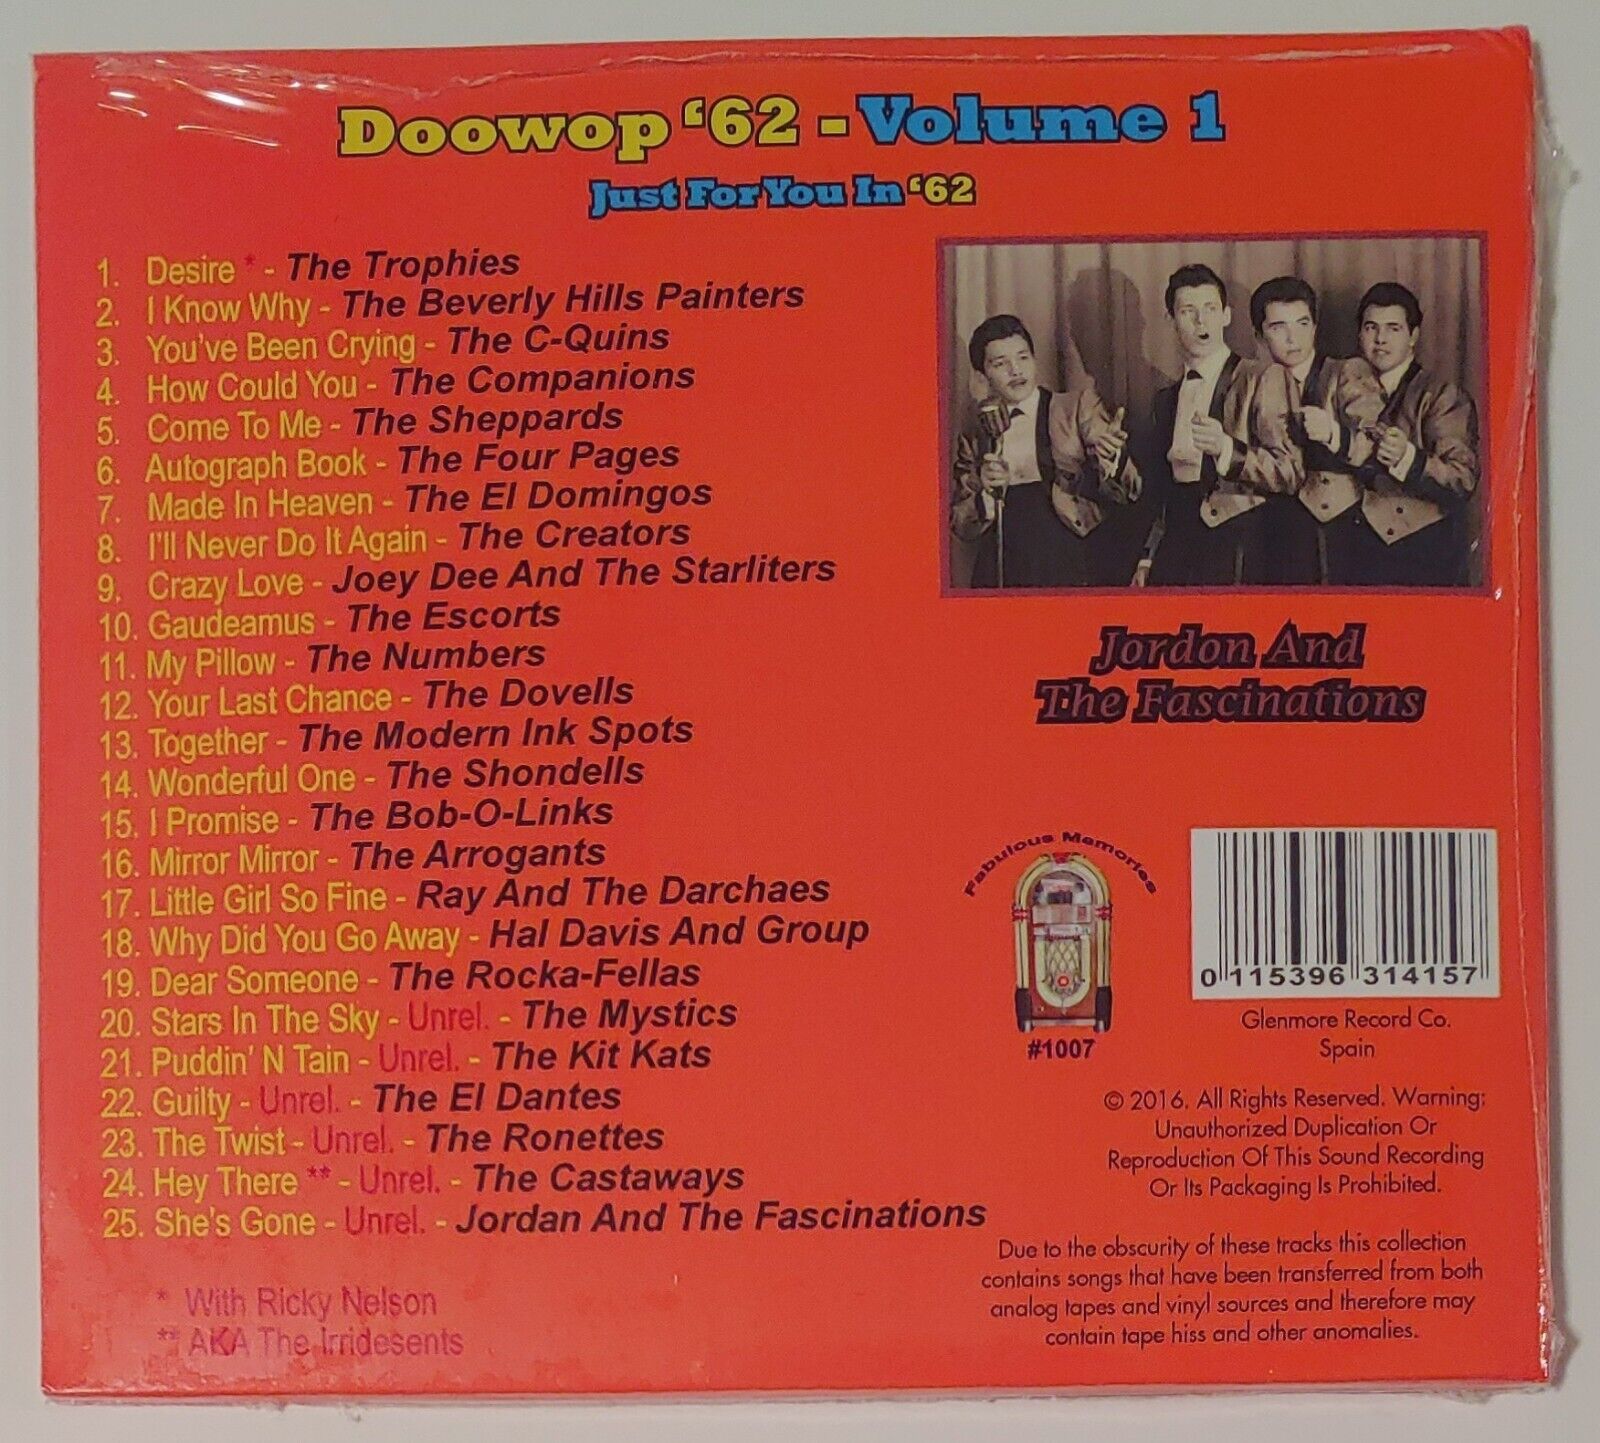 Doowop ‘62 - Volume 1
Just For You In ‘62
1. Desire * - The Trophies
2. I Know Why - The Beverly Hills Painters
3. You've Been Crying - The C-Quins
4. How Could You - The Companions
5. Come To Me - The Sheppards
6. Autograph Book - The Four Pages
7. Made In Heaven - The El Domingos
8. I'll Never Do It Again - The Creators
9. Crazy Love - Joey Dee And The Starliters
10. Gaudeamus - The Escorts
11. My Pillow - The Numbers
12. Your Last Chance - The Dovells
13. Together - The Modern Ink Spots
14. Wonderful One - The Shondells
15. I Promise - The Bob-O-Links
16. Mirror Mirror - The Arrogants
17. Little Girl So Fine - Ray And The Darchaes
18. Why Did You Go Away - Hal Davis And Group
19. Dear Someone - The Rocka-Fellas
20. Stars In The Sky - Unrel. - The Mystics
21. Puddin' N Tain - Unrel. - The Kit Kats
22. Guilty - Unrel. - The El Dantes
23. The Twist - Unrel. - The Ronettes
24. Hey There ** - Unrel. - The Castaways
25. She's Gone - Unrel. - Jordan And The Fascinations
* With Ricky Nelson
** AKA The Irridesents
Jordon And
The Fascinations
Fabulous Memories
#1007
0 115396 314157
Glenmore Record Co.
Spain
© 2016. All Rights Reserved. Warning:
Unauthorized Duplication Or
Reproduction Of This Sound Recording
Or Its Packaging Is Prohibited.
Due to the obscurity of these tracks this collection
contains songs that have been transferred from both
analog tapes and vinyl sources and therefore may
contain tape hiss and other anomalies.